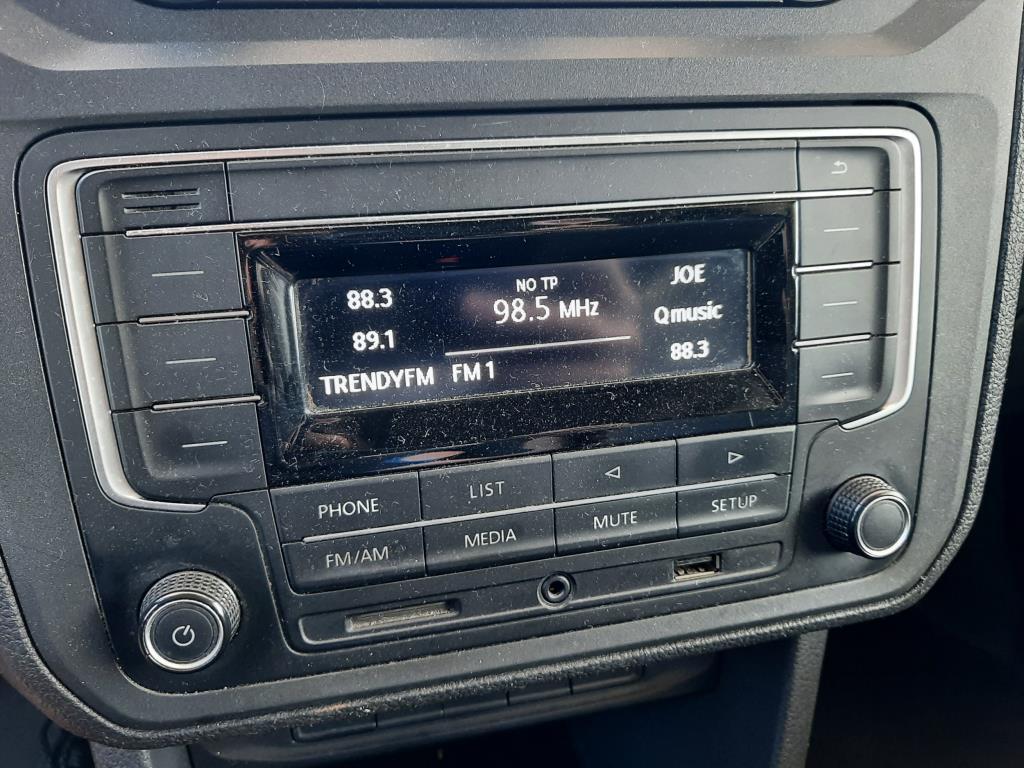 88.3 NO TP JOE
98.5 MHz
89.1 Qmusic
TRENDYFM FM 1 88.3
PHONE LIST
FM/AM MEDIA MUTE SETUP